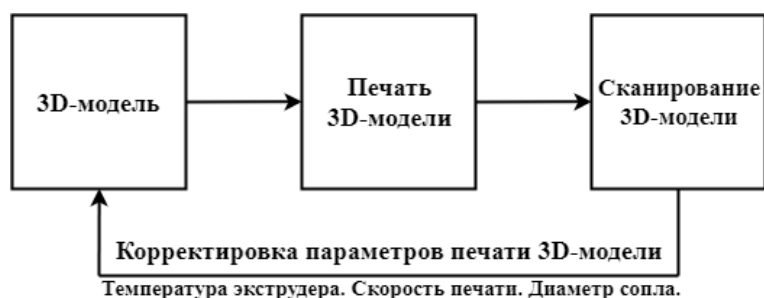 3D-модель
Печать
3D-модели
Сканирование
3D-модели
Корректировка параметров печати 3D-модели
Температура экструдера. Скорость печати. Диаметр сопла.